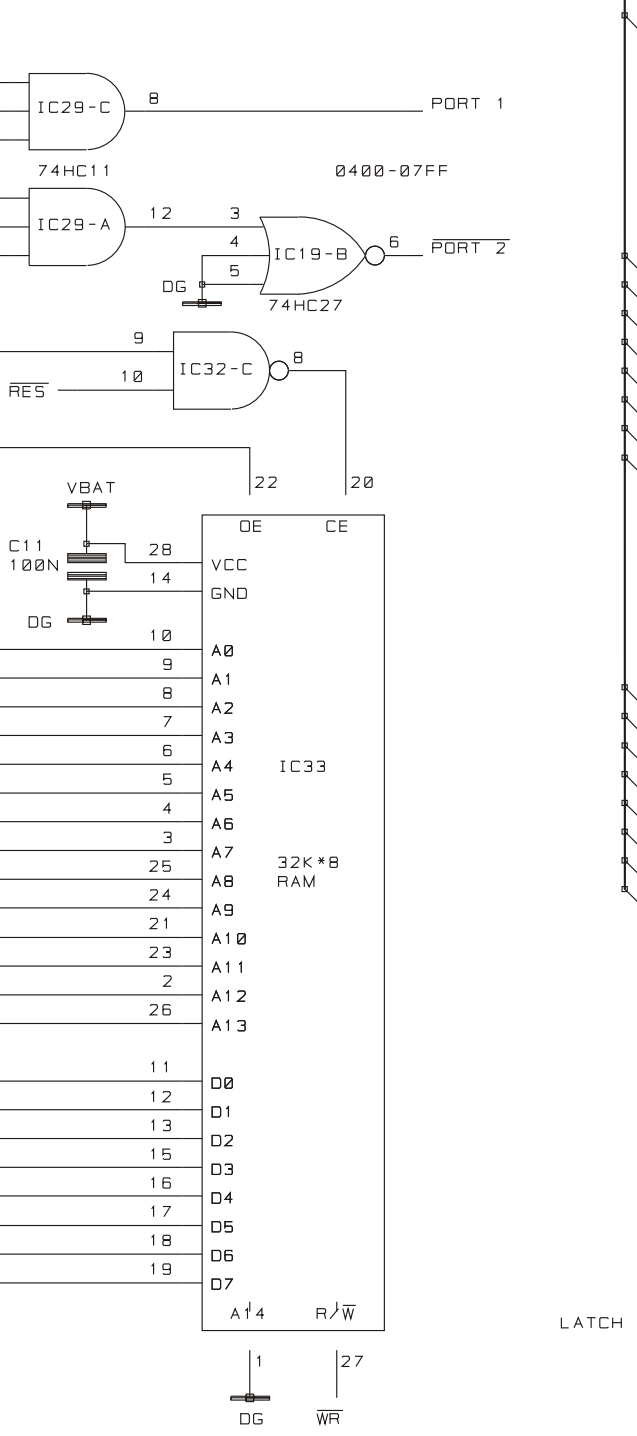 IC29-C
8
PORT 1
74HC11
0400-07FF
IC29-A
12
3
4
5
IC19-B
6
PORT 2
DG
74HC27
9
10
RES
IC32-C
8
22
20
VBAT
OE
CE
C11
100N
28
VCC
14
GND
DG
10
A0
9
A1
8
A2
7
A3
6
A4
IC33
5
A5
4
A6
3
A7
32K*8
RAM
25
A8
24
A9
21
A10
23
A11
2
A12
26
A13
11
D0
12
D1
13
D2
15
D3
16
D4
17
D5
18
D6
19
D7
A14
R/W
LATCH
1
27
DG
WR